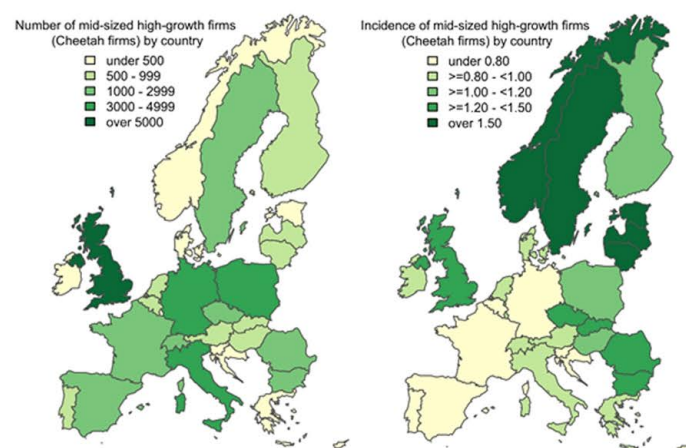 Number of mid-sized high-growth firms
(Cheetah firms) by country
under 500
500 - 999
1000 - 2999
3000 - 4999
over 5000
Incidence of mid-sized high-growth firms
(Cheetah firms) by country
under 0.80
>=0.80 - <1.00
>=1.00 - <1.20
>=1.20 - <1.50
over 1.50